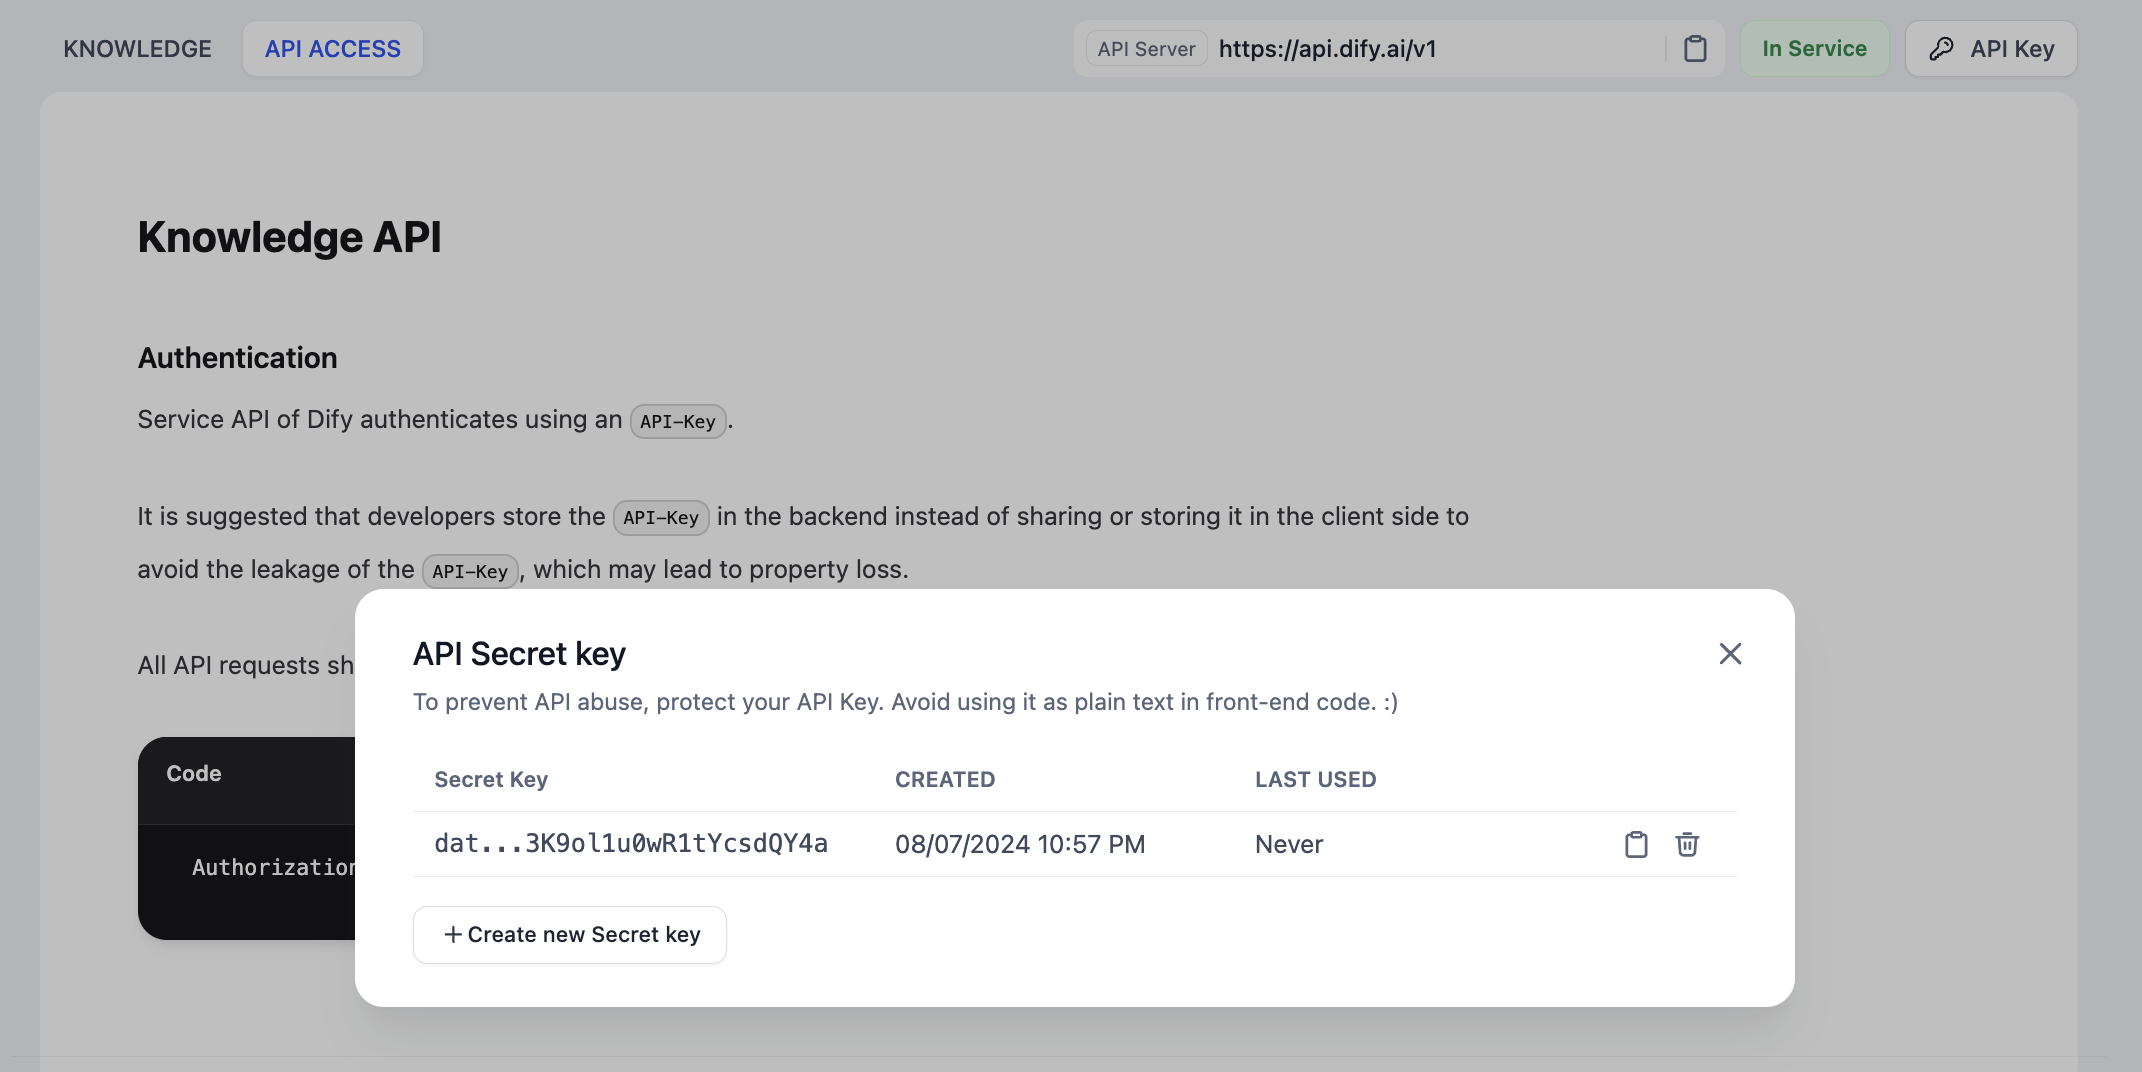 KNOWLEDGE
API ACCESS
API Server
https://api.dify.ai/v1
In Service
API Key
Knowledge API
Authentication
Service API of Dify authenticates using an API-Key.
It is suggested that developers store the API-Key in the backend instead of sharing or storing it in the client side to
avoid the leakage of the API-Key, which may lead to property loss.
All API requests sh
API Secret key
To prevent API abuse, protect your API Key. Avoid using it as plain text in front-end code. :)
Code
Secret Key CREATED LAST USED
dat...3K9ol1u0wR1tYcsdQY4a 08/07/2024 10:57 PM Never
Authorization
+ Create new Secret key